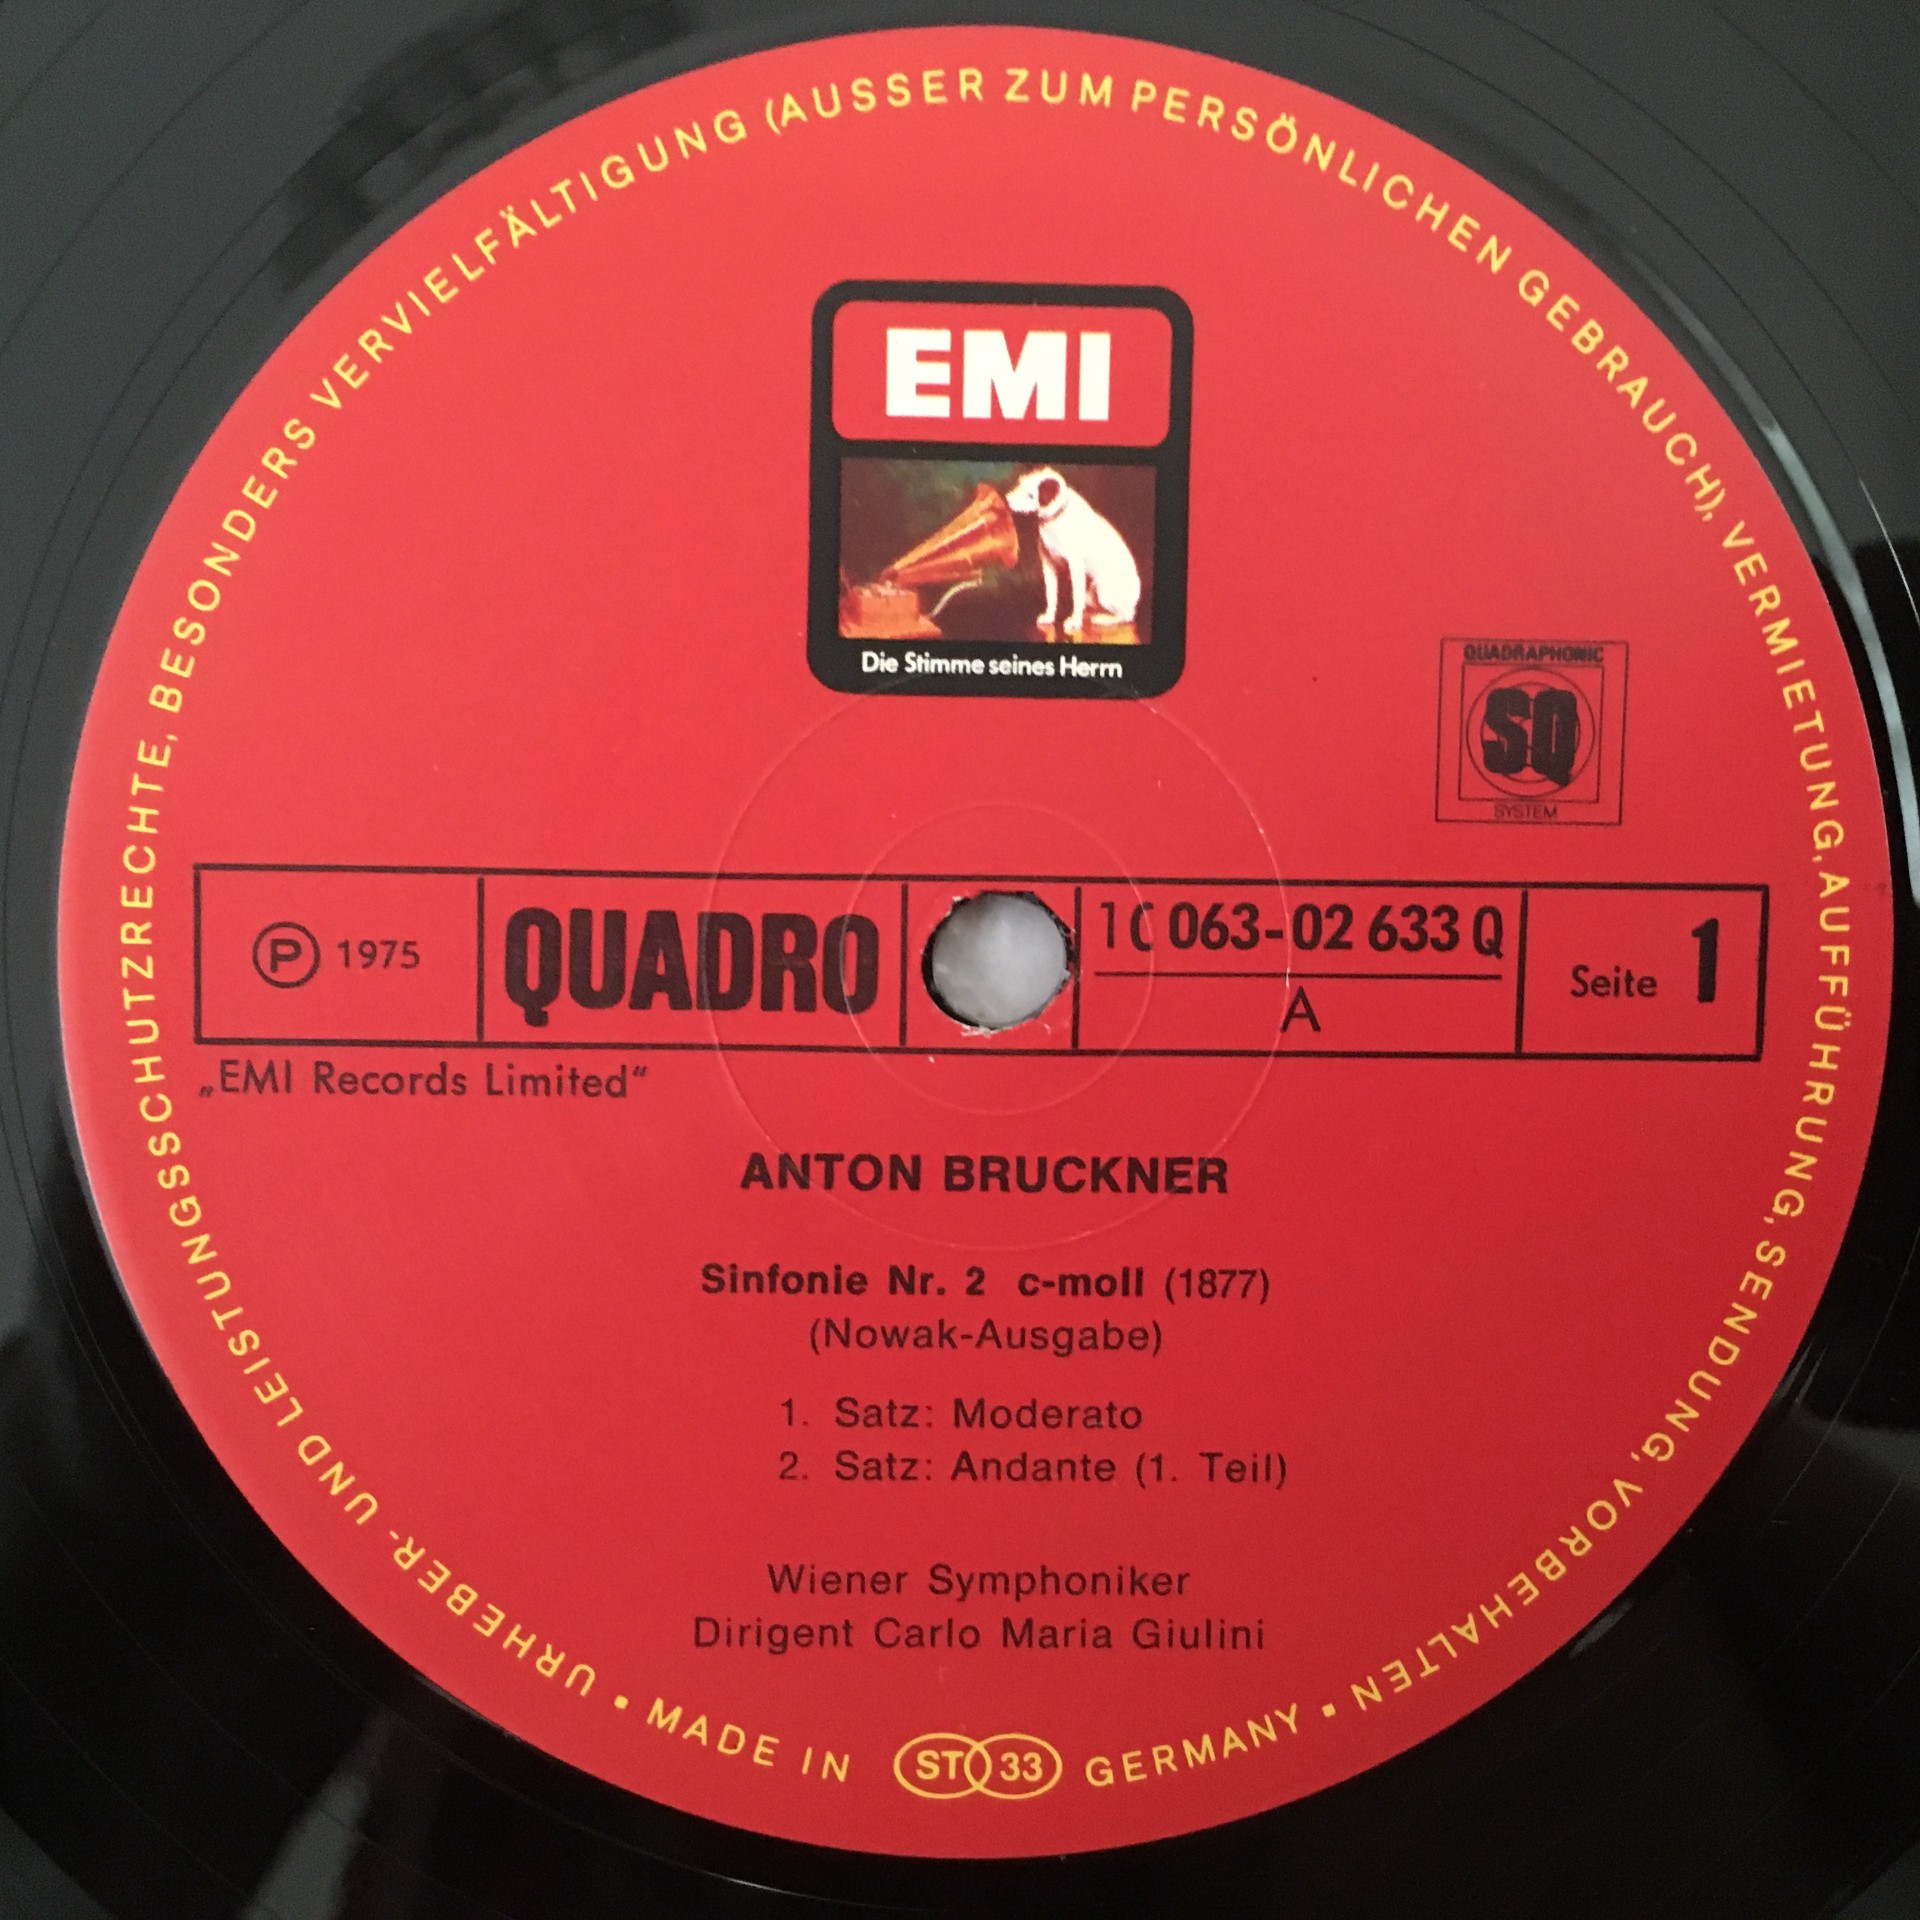 URHEBER- UND LEISTUNGSSCHUTZRECHTE, BESONDERS VERVIELFÄLTIGUNG (AUSSER ZUM PERSÖNLICHEN GEBRAUCH), VERMIETUNG, AUFFÜHRUNG, SENDUNG, VORBEHALTEN •
EMI
Die Stimme seines Herrn
QUADRAPHONIC
SQ
SYSTEM
Ⓟ 1975
QUADRO
1C 063-02 633 Q
A
Seite 1
„EMI Records Limited“
ANTON BRUCKNER
Sinfonie Nr. 2 c-moll (1877)
(Nowak-Ausgabe)
1. Satz: Moderato
2. Satz: Andante (1. Teil)
Wiener Symphoniker
Dirigent Carlo Maria Giulini
• MADE IN ST 33 GERMANY